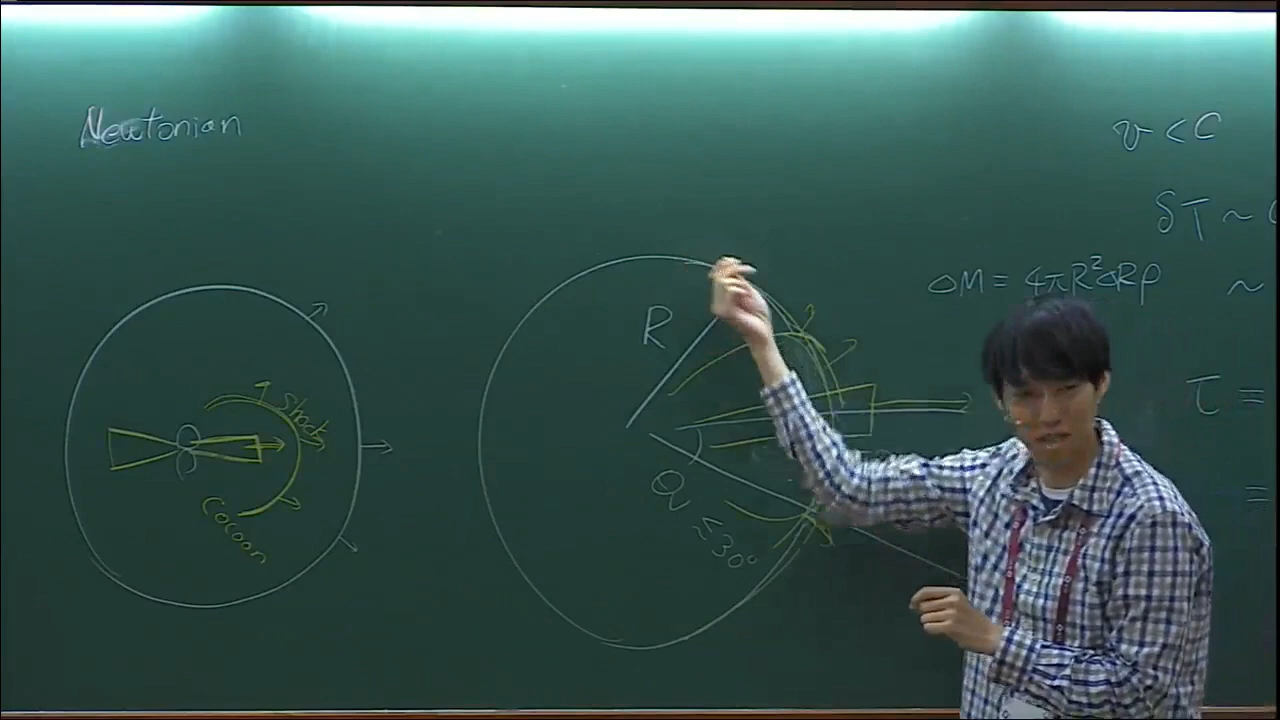 Newtonian
v < C
δT ~
ΔM = 4πR²ΔRρ
~
R
Shock
τ =
=
Cocoon
≤ 30°